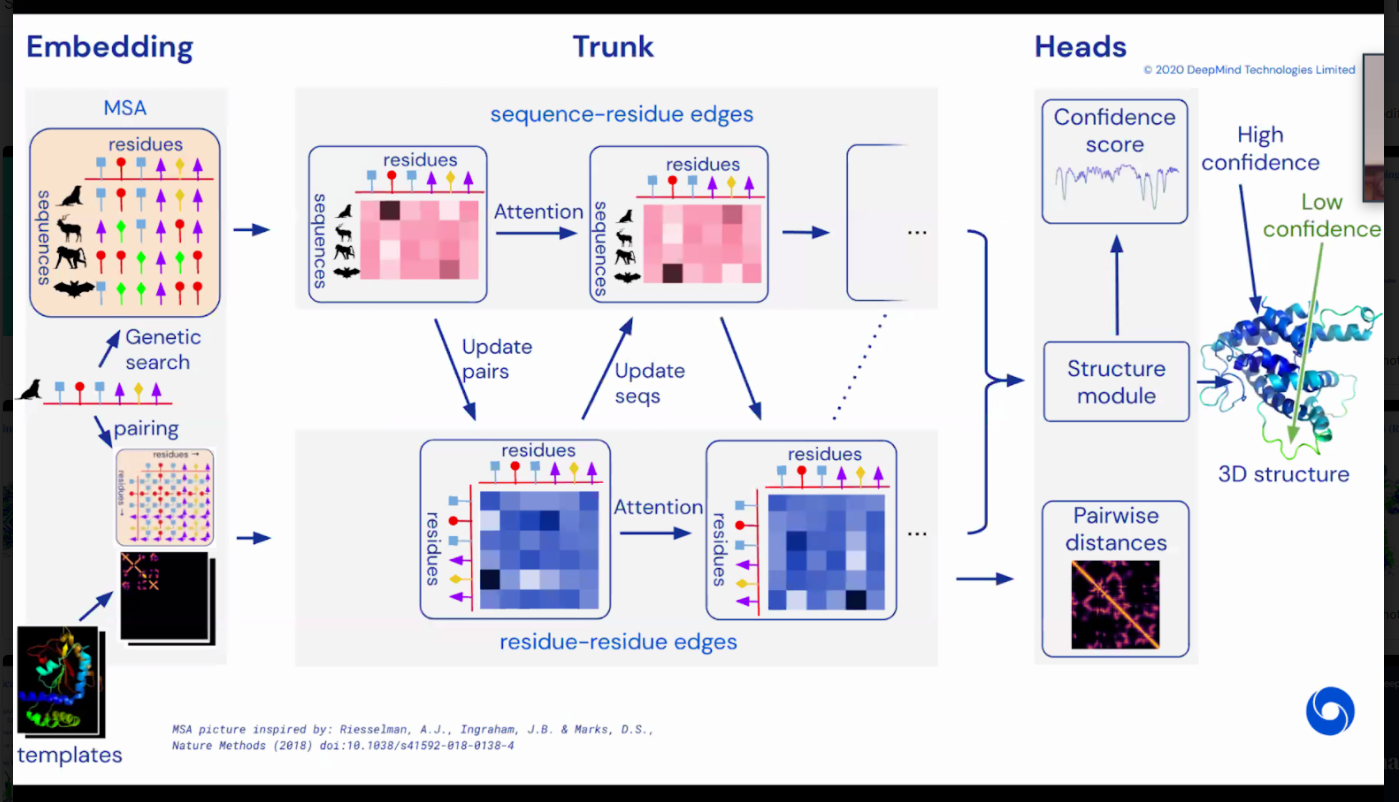 Embedding
Trunk
Heads
© 2020 DeepMind Technologies Limited
MSA
residues
sequences
Genetic
search
pairing
residues →
residues →
templates
sequence-residue edges
residues
sequences
Attention
residues
sequences
...
Update
pairs
Update
seqs
residues
residues
Attention
residues
residues
...
residue-residue edges
Confidence
score
High
confidence
Low
confidence
Structure
module
3D structure
Pairwise
distances
MSA picture inspired by: Riesselman, A.J., Ingraham, J.B. & Marks, D.S.,
Nature Methods (2018) doi:10.1038/s41592-018-0138-4